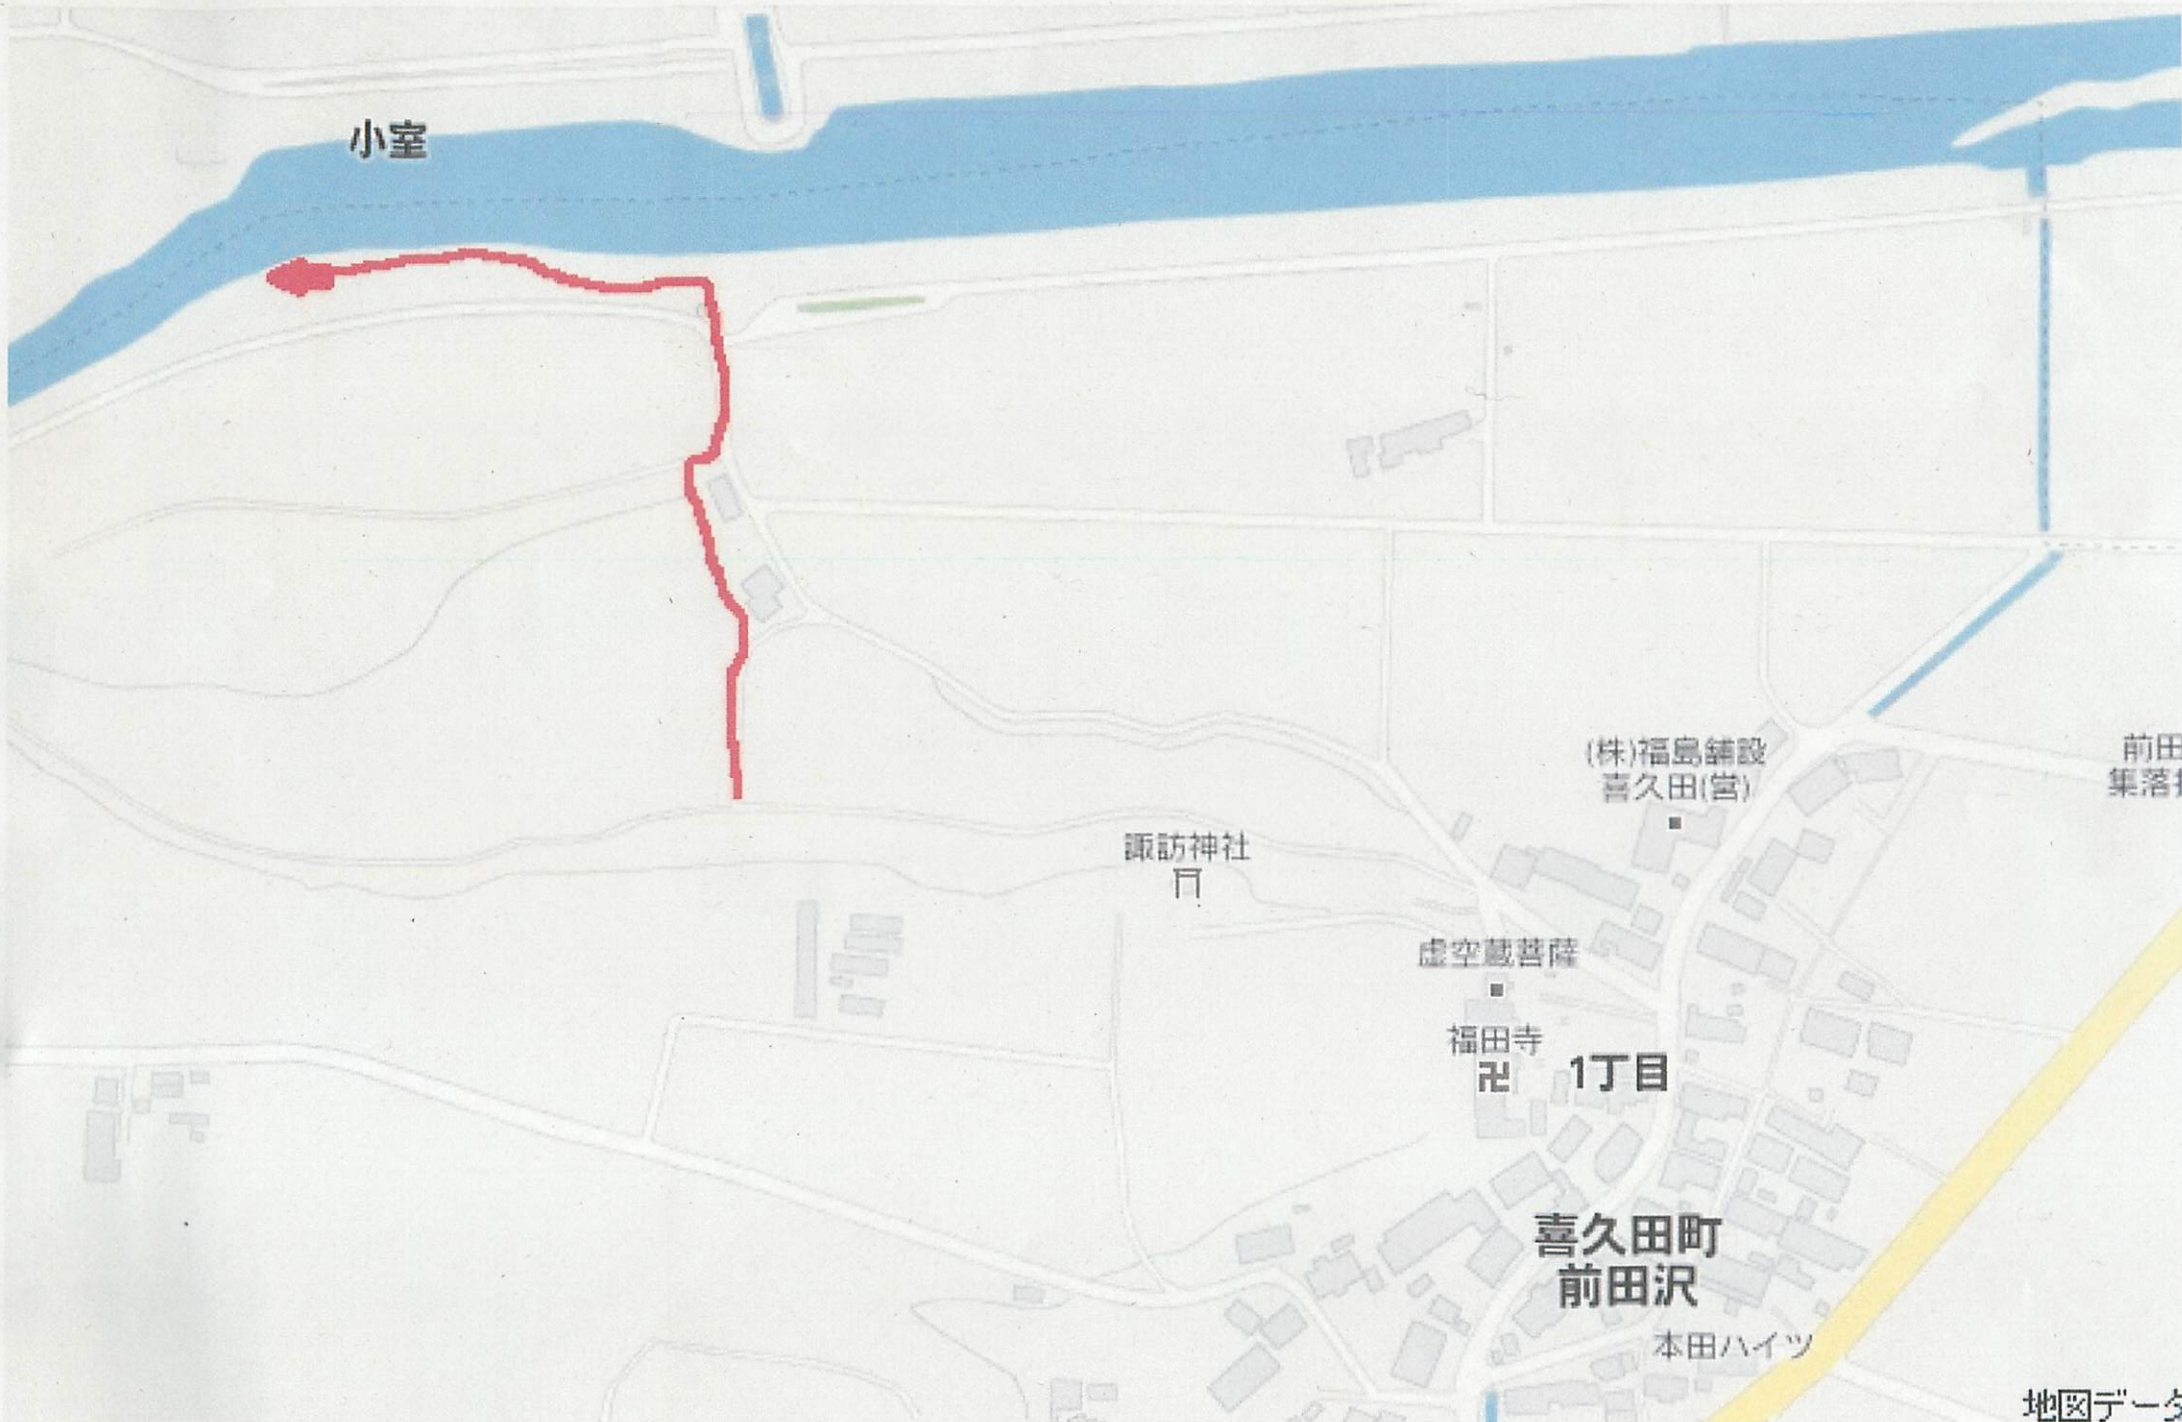 小室
(株)福島舗設
喜久田(営)
前田
集落
諏訪神社
虚空蔵菩薩
福田寺
1丁目
喜久田町
前田沢
本田ハイツ
地図データ